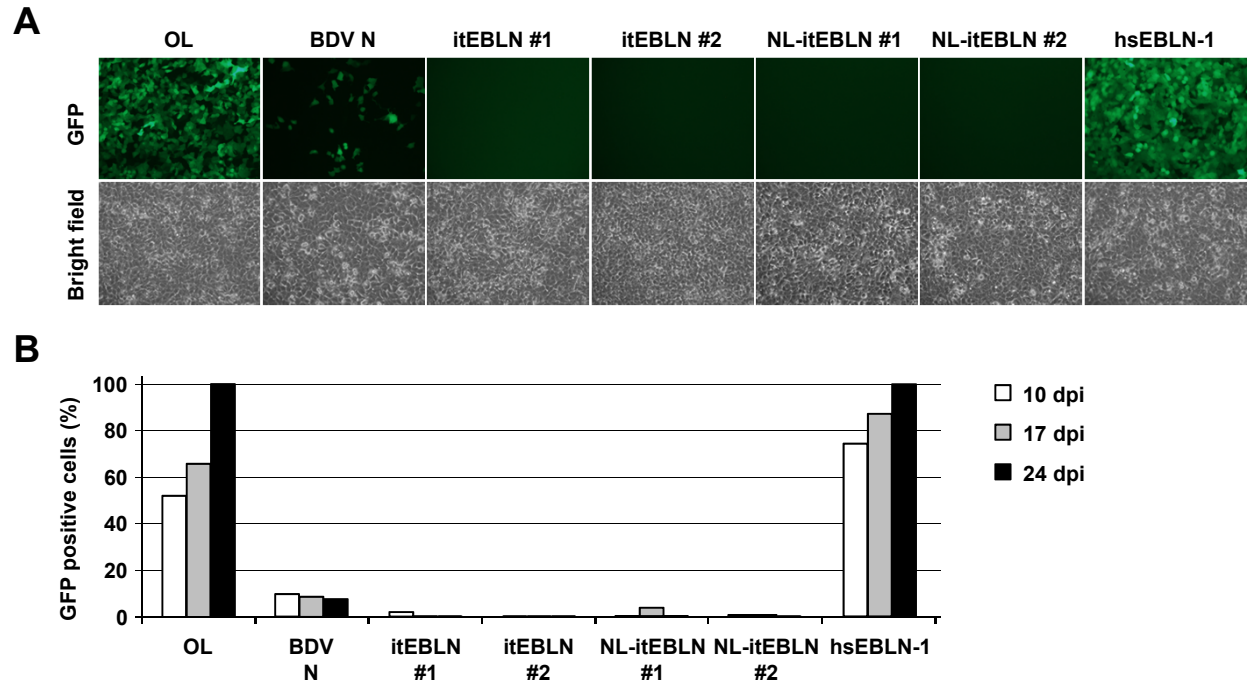 A
OL BDV N itEBLN #1 itEBLN #2 NL-itEBLN #1 NL-itEBLN #2 hsEBLN-1
GFP
Bright field
B
GFP positive cells (%)
100
80
60
40
20
0
OL BDV N itEBLN #1 itEBLN #2 NL-itEBLN #1 NL-itEBLN #2 hsEBLN-1
10 dpi
17 dpi
24 dpi